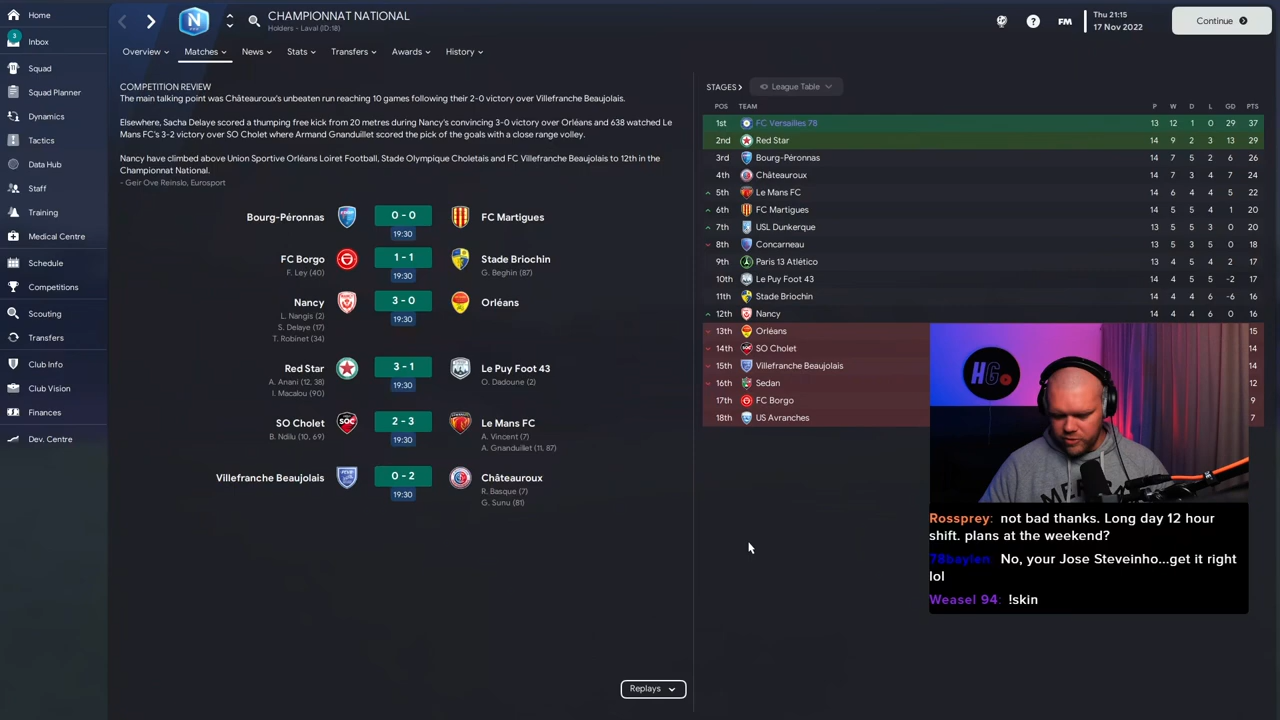 Home
3
Inbox
Squad
Squad Planner
Dynamics
Tactics
Data Hub
Staff
Training
Medical Centre
Schedule
Competitions
Scouting
Transfers
Club Info
Club Vision
Finances
Dev. Centre
N
CHAMPIONNAT NATIONAL
Holders - Laval (ID:18)
? FM
Thu 21:15
17 Nov 2022
Continue
Overview Matches News Stats Transfers Awards History
COMPETITION REVIEW
The main talking point was Châteauroux's unbeaten run reaching 10 games following their 2-0 victory over Villefranche Beaujolais.
Elsewhere, Sacha Delaye scored a thumping free kick from 20 metres during Nancy's convincing 3-0 victory over Orléans and 638 watched
Le Mans FC's 3-2 victory over SO Cholet where Armand Gnanduillet scored the pick of the goals with a close range volley.
Nancy have climbed above Union Sportive Orléans Loiret Football, Stade Olympique Choletais and FC Villefranche Beaujolais to 12th in the
Championnat National.
- Geir Ove Reinslo, Eurosport
Bourg-Péronnas 0 - 0 FC Martigues
19:30
FC Borgo 1 - 1 Stade Briochin
F. Ley (40) 19:30 G. Beghin (87)
Nancy 3 - 0 Orléans
L. Nangis (2) 19:30
S. Delaye (17)
T. Robinet (34)
Red Star 3 - 1 Le Puy Foot 43
A. Anani (12, 38) 19:30 O. Dadoune (2)
I. Macalou (90)
SO Cholet 2 - 3 Le Mans FC
B. Ndilu (10, 69) 19:30 A. Vincent (7)
A. Gnanduillet (11, 87)
Villefranche Beaujolais 0 - 2 Châteauroux
19:30 R. Basque (7)
G. Sunu (81)
Replays
STAGES League Table
POS TEAM P W D L GD PTS
1st FC Versailles 78 13 12 1 0 29 37
2nd Red Star 14 9 2 3 13 29
3rd Bourg-Péronnas 14 7 5 2 6 26
4th Châteauroux 14 7 3 4 7 24
5th Le Mans FC 14 6 4 4 5 22
6th FC Martigues 14 5 5 4 1 20
7th USL Dunkerque 13 5 5 3 0 20
8th Concarneau 13 5 3 5 0 18
9th Paris 13 Atlético 13 4 5 4 2 17
10th Le Puy Foot 43 14 4 5 5 -2 17
11th Stade Briochin 14 4 4 6 -6 16
12th Nancy 14 4 4 6 0 16
13th Orléans 15
14th SO Cholet 14
15th Villefranche Beaujolais 14
16th Sedan 12
17th FC Borgo 9
18th US Avranches 7
HG.
Rossprey: not bad thanks. Long day 12 hour
shift. plans at the weekend?
78baylen: No, your Jose Steveinho...get it right
lol
Weasel 94: !skin